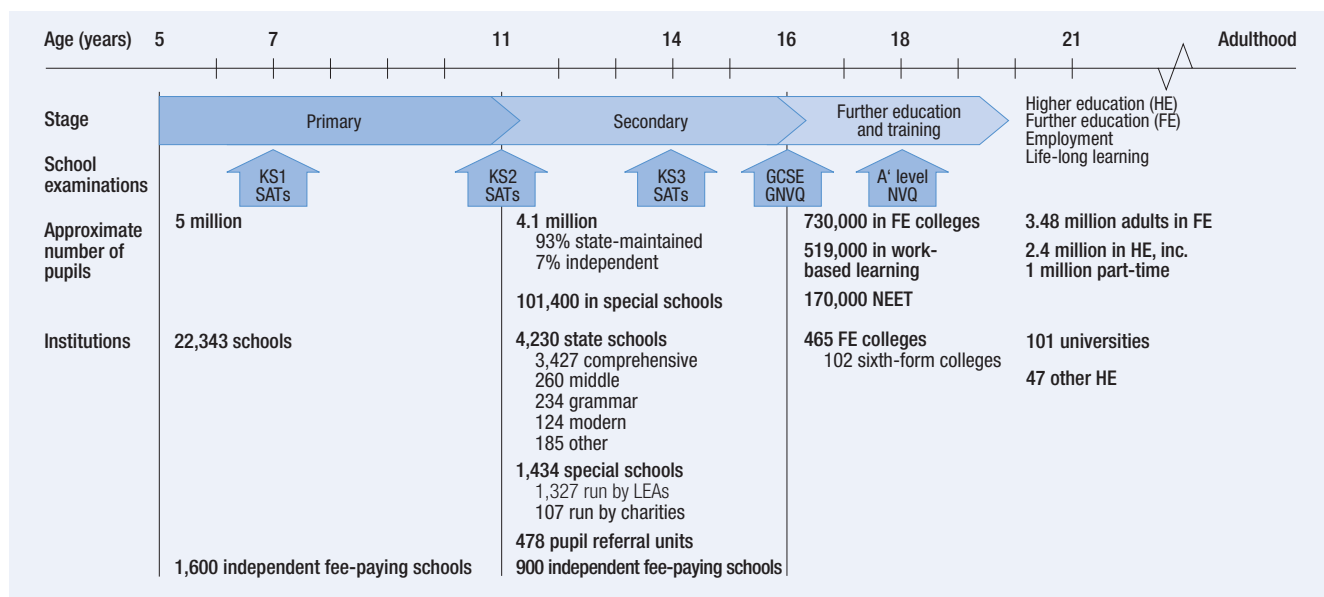 Age (years) 5 7 11 14 16 18 21 Adulthood
Stage
Primary
Secondary
Further education
and training
Higher education (HE)
Further education (FE)
Employment
Life-long learning
School
examinations
KS1
SATs
KS2
SATs
KS3
SATs
GCSE
GNVQ
A‘ level
NVQ
Approximate
number of
pupils
5 million
4.1 million
93% state-maintained
7% independent
101,400 in special schools
730,000 in FE colleges
519,000 in work-
based learning
170,000 NEET
3.48 million adults in FE
2.4 million in HE, inc.
1 million part-time
Institutions
22,343 schools
1,600 independent fee-paying schools
4,230 state schools
3,427 comprehensive
260 middle
234 grammar
124 modern
185 other
1,434 special schools
1,327 run by LEAs
107 run by charities
478 pupil referral units
900 independent fee-paying schools
465 FE colleges
102 sixth-form colleges
101 universities
47 other HE